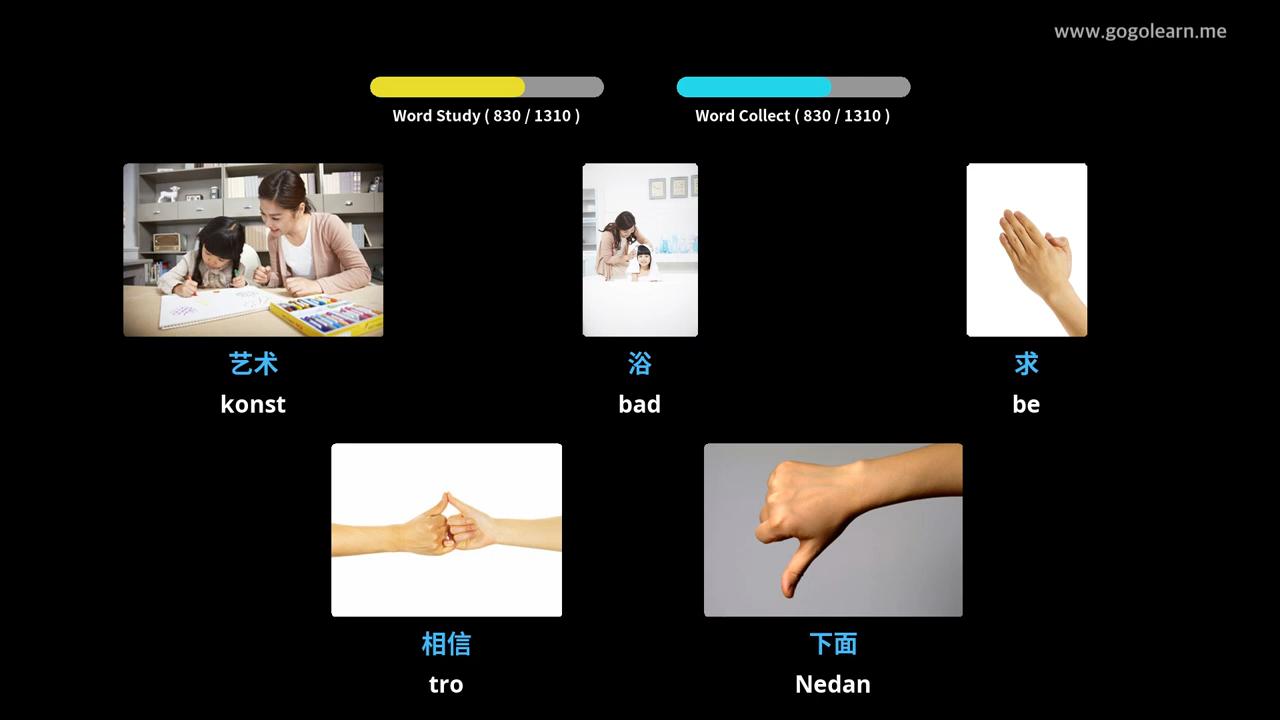 www.gogolearn.me
Word Study ( 830 / 1310 )
Word Collect ( 830 / 1310 )
艺术
konst
浴
bad
求
be
相信
tro
下面
Nedan